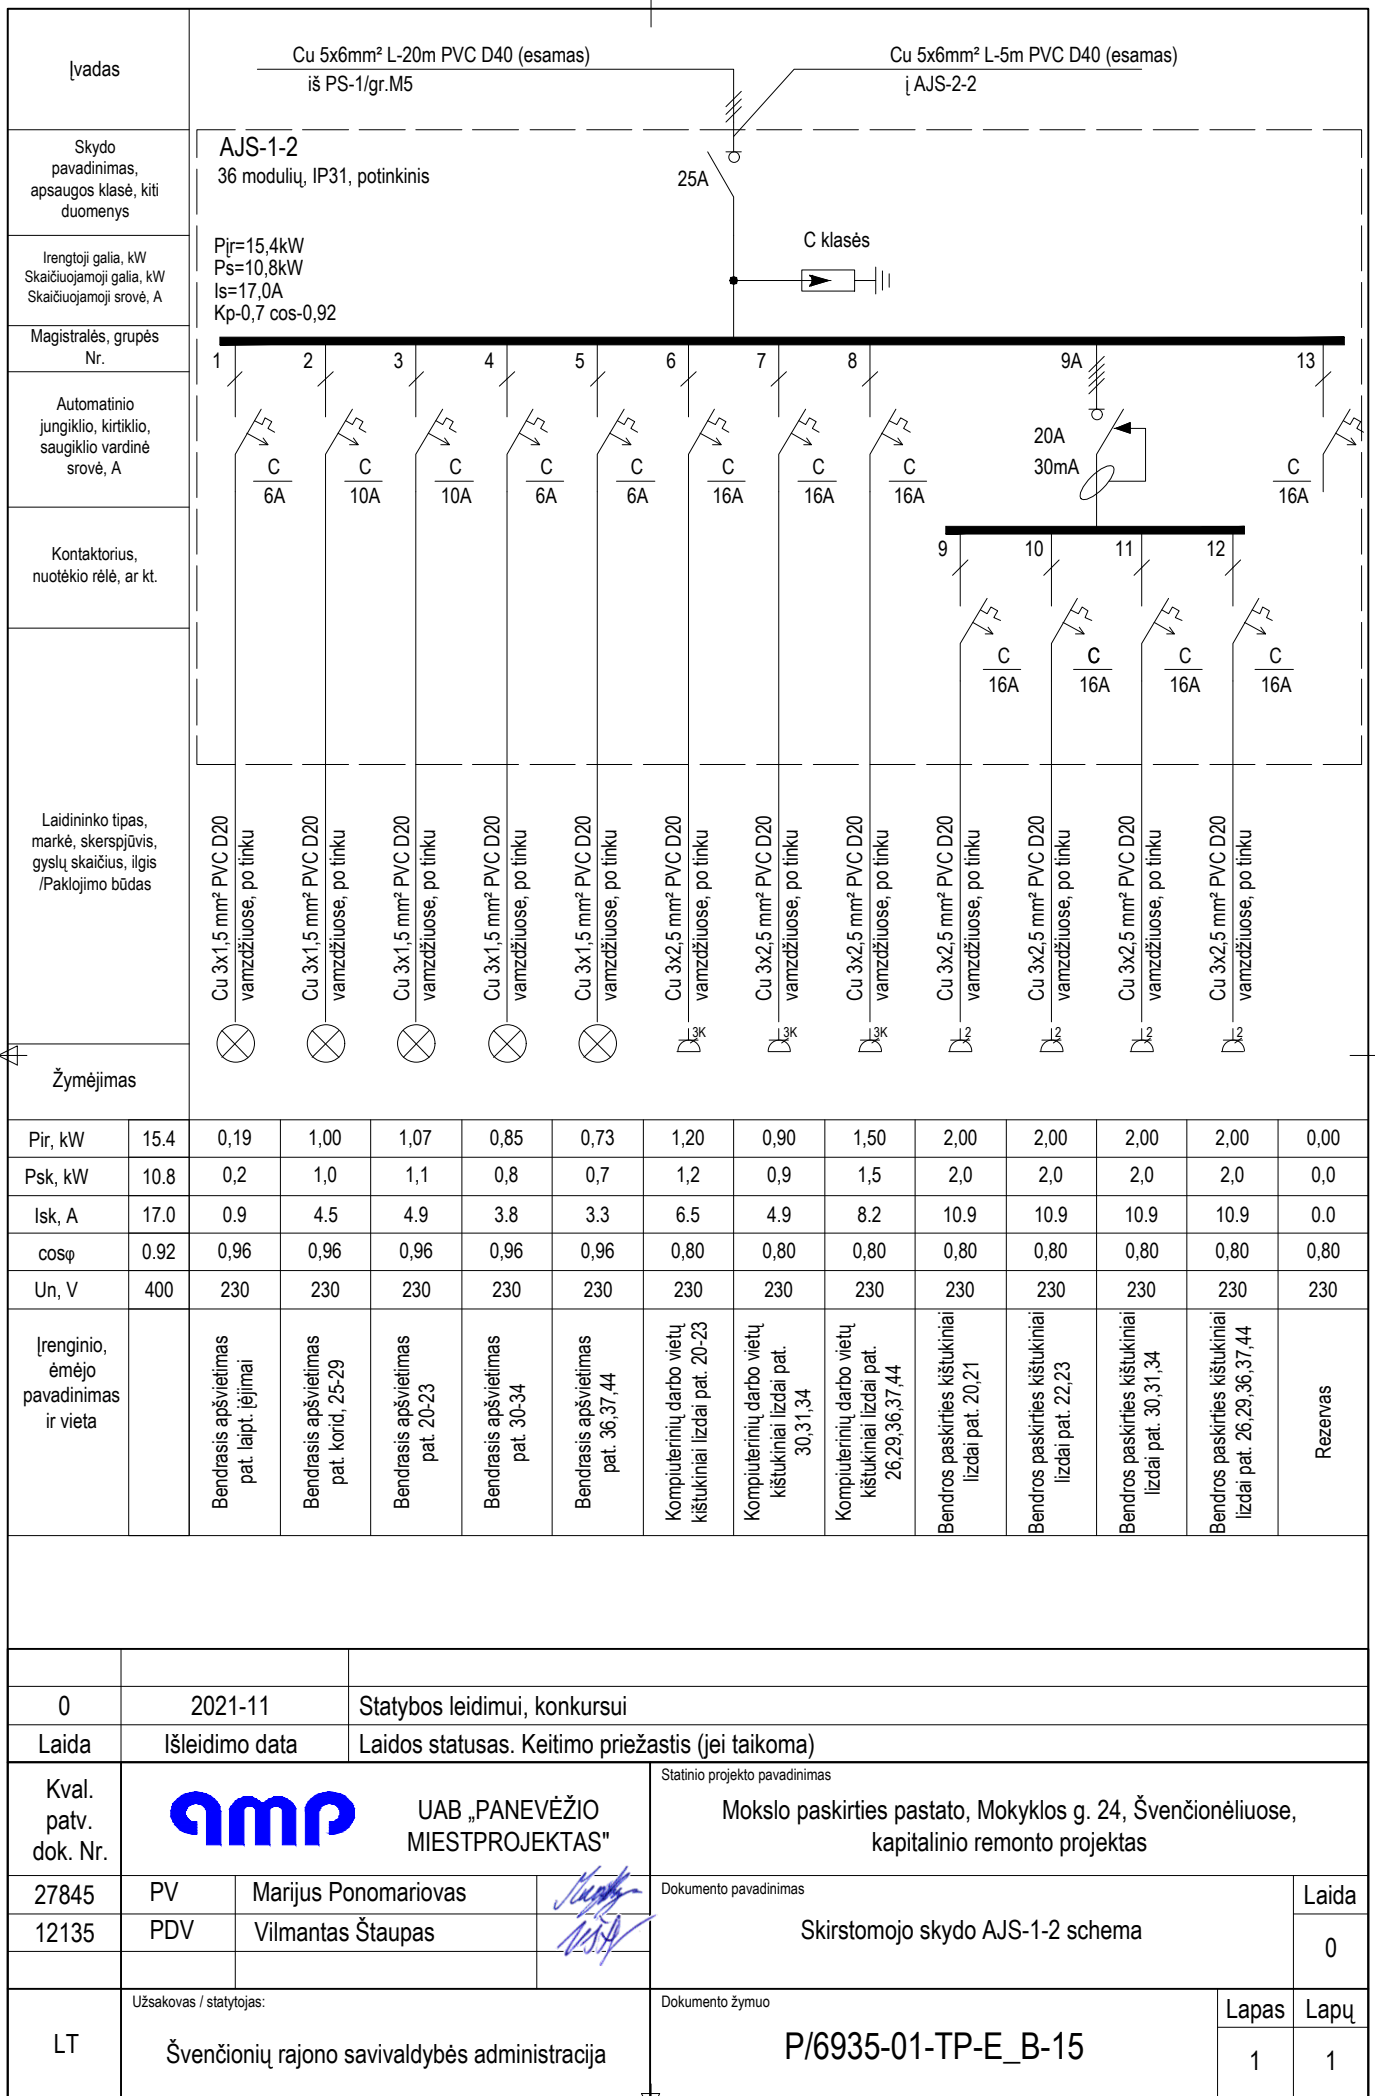 Įvadas
Cu 5x6mm² L-20m PVC D40 (esamas)
iš PS-1/gr.M5
Cu 5x6mm² L-5m PVC D40 (esamas)
į AJS-2-2
Skydo
pavadinimas,
apsaugos klasė, kiti
duomenys
AJS-1-2
36 modulių, IP31, potinkinis
25A
Irengtoji galia, kW
Skaičiuojamoji galia, kW
Skaičiuojamoji srovė, A
Pįr=15,4kW
Ps=10,8kW
Is=17,0A
Kp-0,7 cos-0,92
C klasės
Magistralės, grupės
Nr.
1 2 3 4 5 6 7 8 9A 13
Automatinio
jungiklio, kirtiklio,
saugiklio vardinė
srovė, A
20A
30mA
C C C C C C C C C
6A 10A 10A 6A 6A 16A 16A 16A 16A
Kontaktorius,
nuotėkio rėlė, ar kt.
9 10 11 12
C C C C
16A 16A 16A 16A
Laidininko tipas,
markė, skerspjūvis,
gyslų skaičius, ilgis
/Paklojimo būdas
Cu 3x1,5 mm² PVC D20
vamzdžiuose, po tinku
Cu 3x1,5 mm² PVC D20
vamzdžiuose, po tinku
Cu 3x1,5 mm² PVC D20
vamzdžiuose, po tinku
Cu 3x1,5 mm² PVC D20
vamzdžiuose, po tinku
Cu 3x1,5 mm² PVC D20
vamzdžiuose, po tinku
Cu 3x2,5 mm² PVC D20
vamzdžiuose, po tinku
Cu 3x2,5 mm² PVC D20
vamzdžiuose, po tinku
Cu 3x2,5 mm² PVC D20
vamzdžiuose, po tinku
Cu 3x2,5 mm² PVC D20
vamzdžiuose, po tinku
Cu 3x2,5 mm² PVC D20
vamzdžiuose, po tinku
Cu 3x2,5 mm² PVC D20
vamzdžiuose, po tinku
Cu 3x2,5 mm² PVC D20
vamzdžiuose, po tinku
3K 3K 3K 2 2 2 2
Žymėjimas
Pir, kW 15.4 0,19 1,00 1,07 0,85 0,73 1,20 0,90 1,50 2,00 2,00 2,00 2,00 0,00
Psk, kW 10.8 0,2 1,0 1,1 0,8 0,7 1,2 0,9 1,5 2,0 2,0 2,0 2,0 0,0
Isk, A 17.0 0.9 4.5 4.9 3.8 3.3 6.5 4.9 8.2 10.9 10.9 10.9 10.9 0.0
cosφ 0.92 0,96 0,96 0,96 0,96 0,96 0,80 0,80 0,80 0,80 0,80 0,80 0,80 0,80
Un, V 400 230 230 230 230 230 230 230 230 230 230 230 230 230
Įrenginio,
ėmėjo
pavadinimas
ir vieta
Bendrasis apšvietimas
pat. laipt. įėjimai
Bendrasis apšvietimas
pat. korid, 25-29
Bendrasis apšvietimas
pat. 20-23
Bendrasis apšvietimas
pat. 30-34
Bendrasis apšvietimas
pat. 36,37,44
Kompiuterinių darbo vietų
kištukiniai lizdai pat. 20-23
Kompiuterinių darbo vietų
kištukiniai lizdai pat.
30,31,34
Kompiuterinių darbo vietų
kištukiniai lizdai pat.
26,29,36,37,44
Bendros paskirties kištukiniai
lizdai pat. 20,21
Bendros paskirties kištukiniai
lizdai pat. 22,23
Bendros paskirties kištukiniai
lizdai pat. 30,31,34
Bendros paskirties kištukiniai
lizdai pat. 26,29,36,37,44
Rezervas
0 2021-11 Statybos leidimui, konkursui
Laida Išleidimo data Laidos statusas. Keitimo priežastis (jei taikoma)
Kval.
patv.
dok. Nr.
amp
UAB „PANEVĖŽIO
MIESTPROJEKTAS"
Statinio projekto pavadinimas
Mokslo paskirties pastato, Mokyklos g. 24, Švenčionėliuose,
kapitalinio remonto projektas
27845 PV Marijus Ponomariovas
12135 PDV Vilmantas Štaupas
Dokumento pavadinimas
Skirstomojo skydo AJS-1-2 schema
Laida
0
LT
Užsakovas / statytojas:
Švenčionių rajono savivaldybės administracija
Dokumento žymuo
P/6935-01-TP-E_B-15
Lapas Lapų
1 1